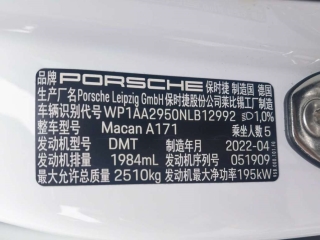 品牌 PORSCHE 保时捷 制造国 德国
生产厂名 Porsche Leipzig GmbH 保时捷股份公司莱比锡工厂制造
车辆识别代号 WP1AA2950NLB12992 1,0%
整车型号 Macan A171 乘坐人数 5
发动机型号 DMT 制造年月 2022-04
发动机排量 1984mL 发动机序列号 051909
最大允许总质量 2510kg 发动机最大净功率 195kW